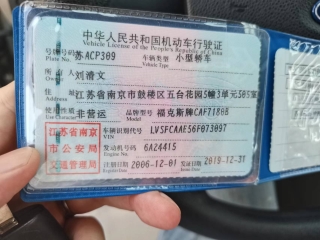 中华人民共和国机动车行驶证
Vehicle License of the People's Republic of China
号牌号码 苏ACP309 车辆类型 小型轿车
Plate No. Vehicle Type
所有人 刘清文
Owner
住址 江苏省南京市鼓楼区五台花园5幢3单元505室
Address
使用性质 非营运 品牌型号 福克斯牌CAF7180B
Use Character Model
江苏省南京市公安局交通管理局
车辆识别代号 LVSFCAAE56F073097
VIN
发动机号码 6A24415
Engine No.
注册日期 2006-12-01 发证日期 2019-12-31
Register Date Issue Date